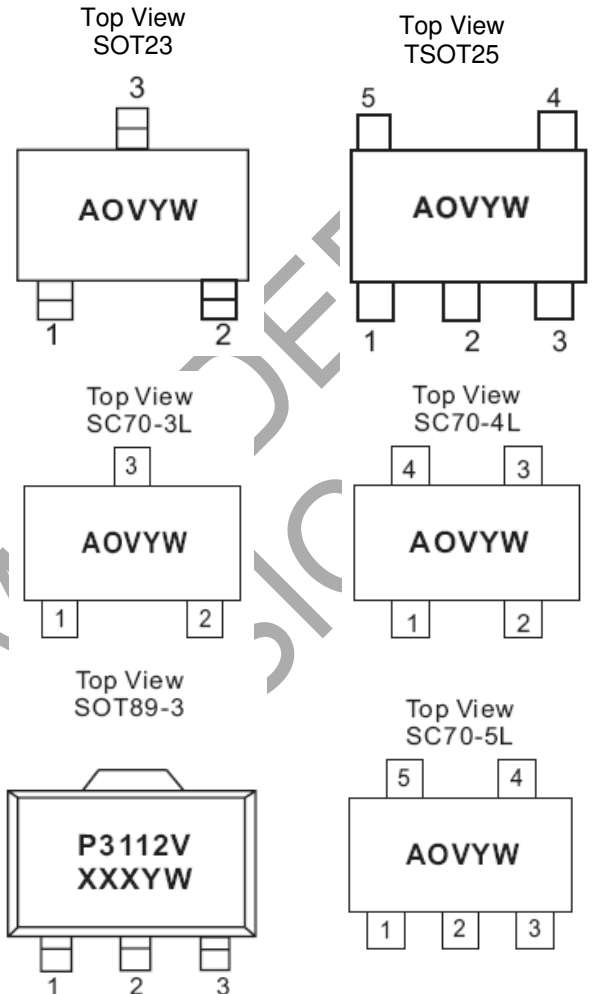 Top View
SOT23
3
AOVYW
1 2
Top View
TSOT25
5 4
AOVYW
1 2 3
Top View
SC70-3L
3
AOVYW
1 2
Top View
SC70-4L
4 3
AOVYW
1 2
Top View
SOT89-3
P3112V
XXXYW
1 2 3
Top View
SC70-5L
5 4
AOVYW
1 2 3